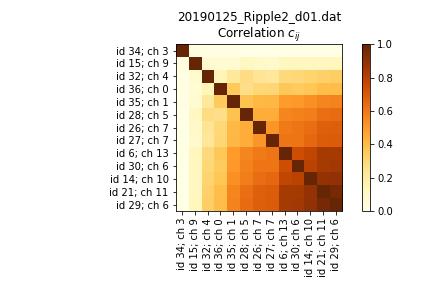 20190125_Ripple2_d01.dat
Correlation c_{ij}
id 34; ch 3
id 15; ch 9
id 32; ch 4
id 36; ch 0
id 35; ch 1
id 28; ch 5
id 26; ch 7
id 27; ch 7
id 6; ch 13
id 30; ch 6
id 14; ch 10
id 21; ch 11
id 29; ch 6
1.0
0.8
0.6
0.4
0.2
0.0
id 34; ch 3
id 15; ch 9
id 32; ch 4
id 36; ch 0
id 35; ch 1
id 28; ch 5
id 26; ch 7
id 27; ch 7
id 6; ch 13
id 30; ch 6
id 14; ch 10
id 21; ch 11
id 29; ch 6